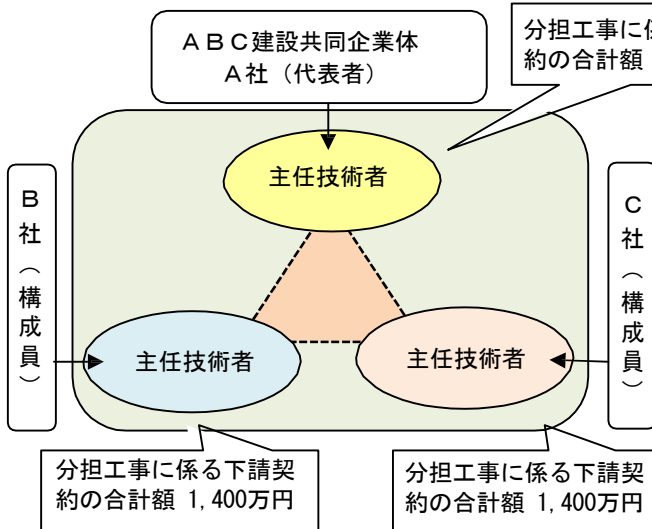 ABC建設共同企業体
A社(代表者)
分担工事に
約の合計額
主任技術者
B社(構成員)
C社(構成員)
主任技術者
主任技術者
分担工事に係る下請契
約の合計額 1,400万円
分担工事に係る下請契
約の合計額 1,400万円